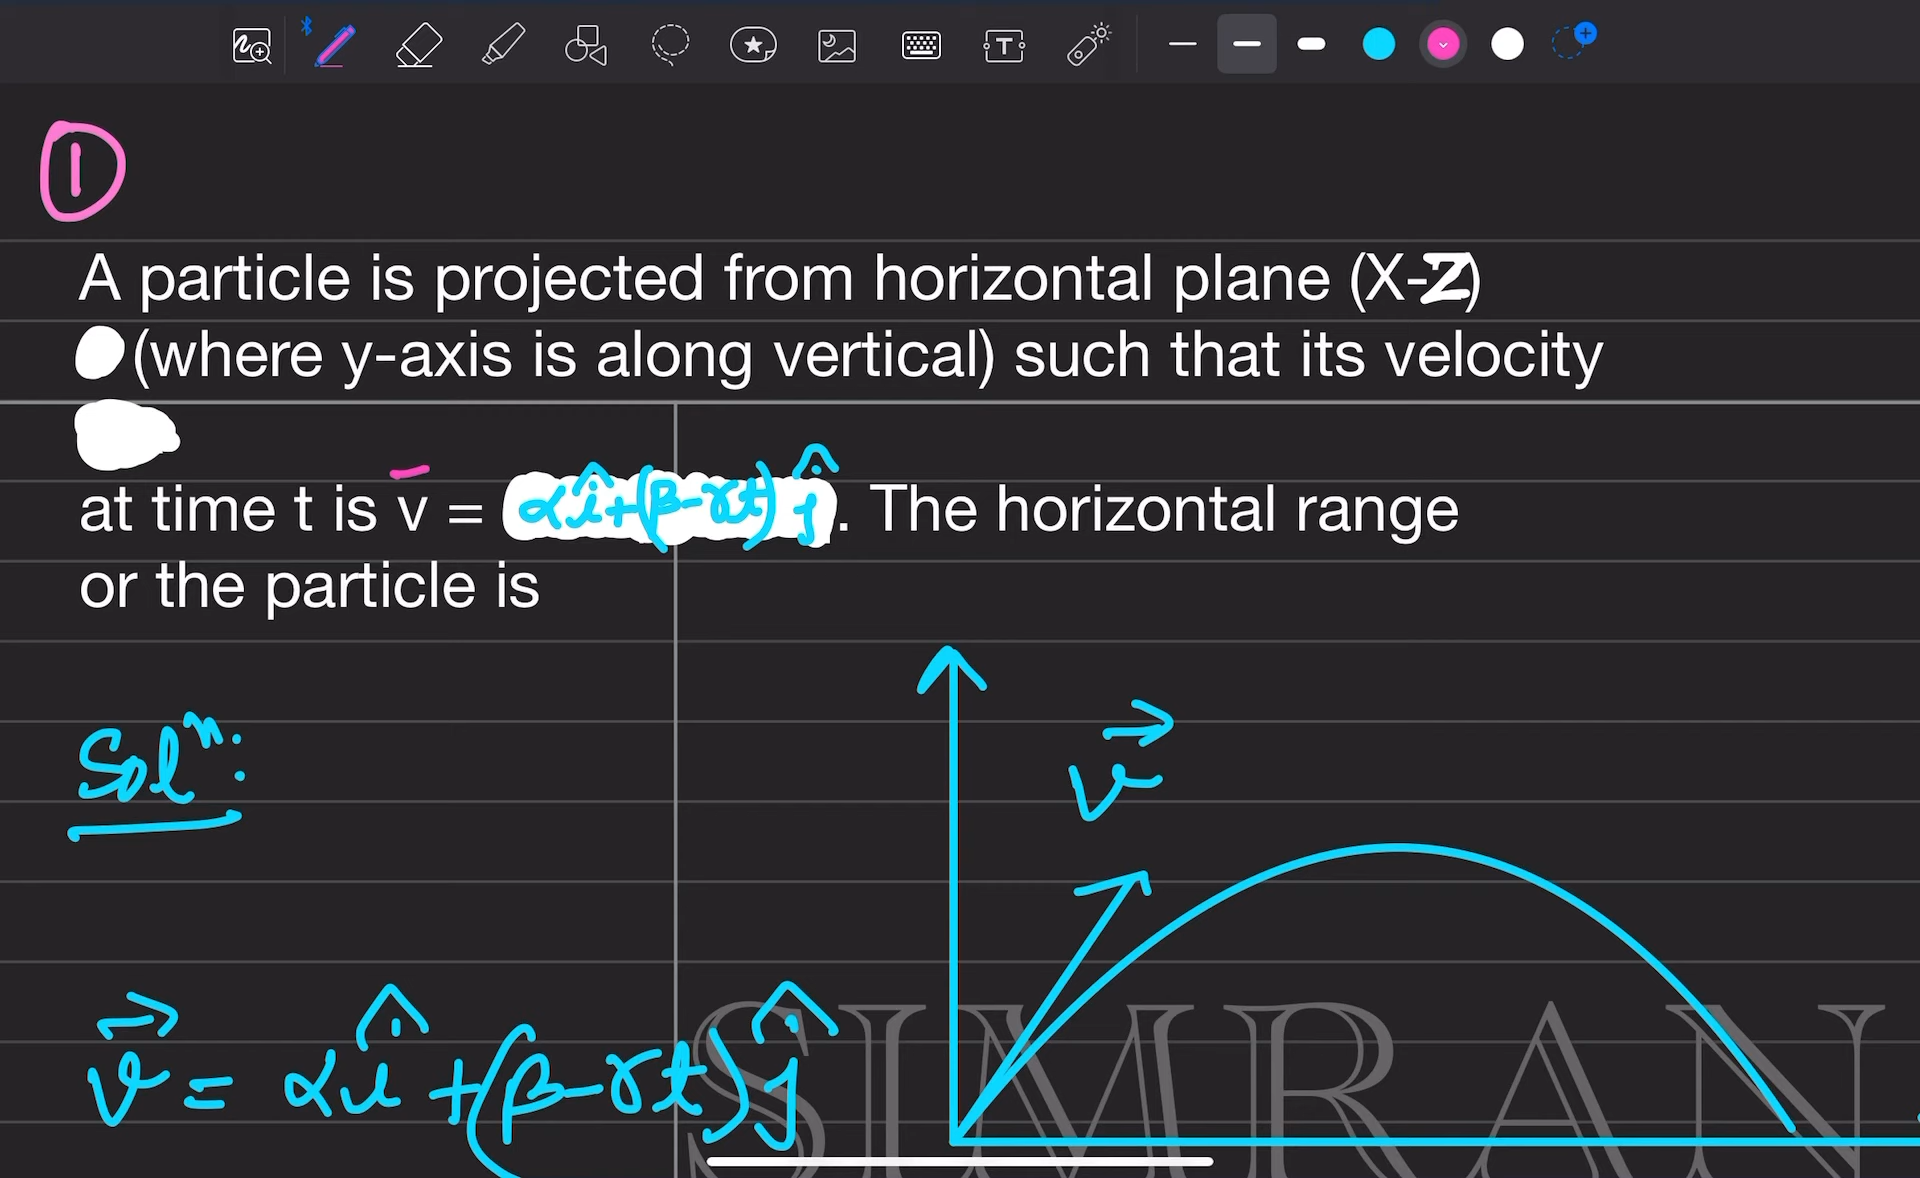 1
A particle is projected from horizontal plane (X-Z)
(where y-axis is along vertical) such that its velocity
at time t is v̄ = αî+(β-γt)ĵ. The horizontal range
or the particle is
Solⁿ:
v⃗
v⃗ = αî+(β-γt)ĵ
SIMRAN